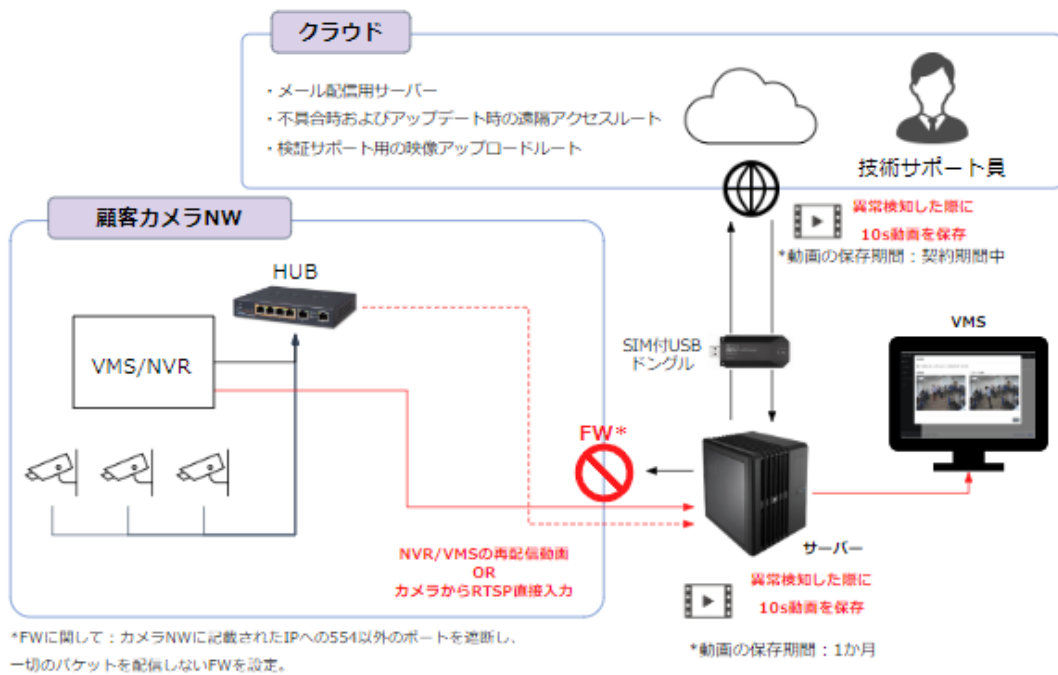 クラウド
・メール配信用サーバー
・不具合時およびアップデート時の遠隔アクセスルート
・検証サポート用の映像アップロードルート
技術サポート員
異常検知した際に
10s動画を保存
*動画の保存期間：契約期間中
顧客カメラNW
HUB
VMS/NVR
SIM付USB
ドングル
VMS
FW*
サーバー
NVR/VMSの再配信動画
OR
カメラからRTSP直接入力
異常検知した際に
10s動画を保存
*動画の保存期間：1か月
*FWに関して：カメラNWに記載されたIPへの554以外のポートを遮断し、
一切のパケットを配信しないFWを設定。